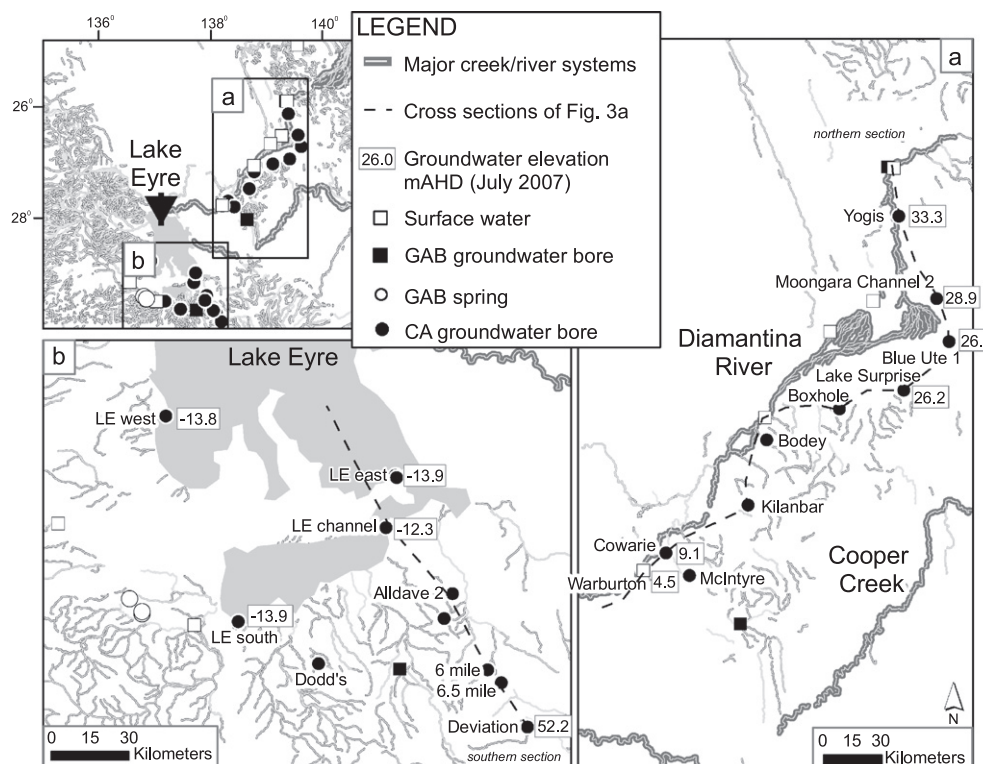 136°
138°
140°
26°
28°
Lake
Eyre
a
b
LEGEND
Major creek/river systems
Cross sections of Fig. 3a
26.0
Groundwater elevation
mAHD (July 2007)
Surface water
GAB groundwater bore
GAB spring
CA groundwater bore
b
Lake Eyre
LE west
-13.8
LE east
-13.9
LE channel
-12.3
Alldave 2
-13.9
LE south
Dodd's
6 mile
6.5 mile
Deviation
52.2
southern section
0 15 30
Kilometers
a
northern section
Yogis
33.3
Moongara Channel 2
28.9
Diamantina
River
26.
Blue Ute 1
Lake Surprise
26.2
Boxhole
Bodey
Kilanbar
Cowarie
9.1
Warburton
4.5
McIntyre
Cooper
Creek
N
0 15 30
Kilometers